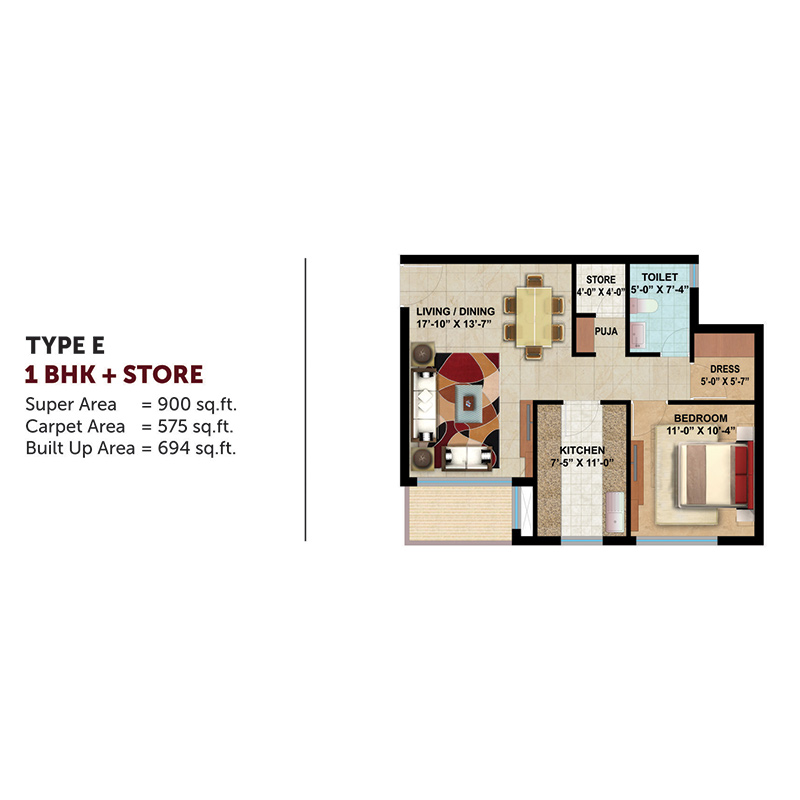 TYPE E
1 BHK + STORE
Super Area = 900 sq.ft.
Carpet Area = 575 sq.ft.
Built Up Area = 694 sq.ft.
LIVING / DINING
17'-10" X 13'-7"
STORE
4'-0" X 4'-0"
TOILET
5'-0" X 7'-4"
PUJA
DRESS
5'-0" X 5'-7"
BEDROOM
11'-0" X 10'-4"
KITCHEN
7'-5" X 11'-0"